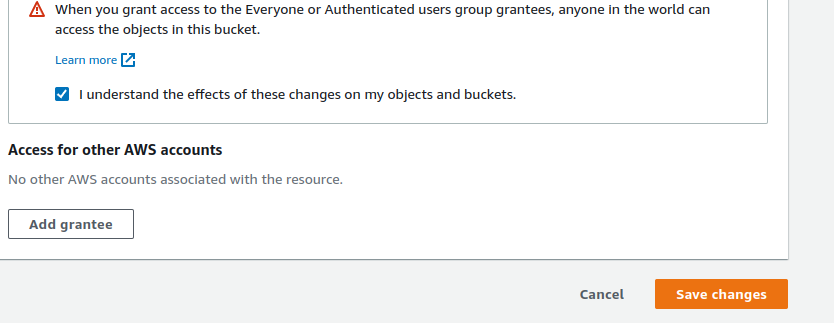 When you grant access to the Everyone or Authenticated users group grantees, anyone in the world can
access the objects in this bucket.
Learn more
I understand the effects of these changes on my objects and buckets.
Access for other AWS accounts
No other AWS accounts associated with the resource.
Add grantee
Cancel
Save changes